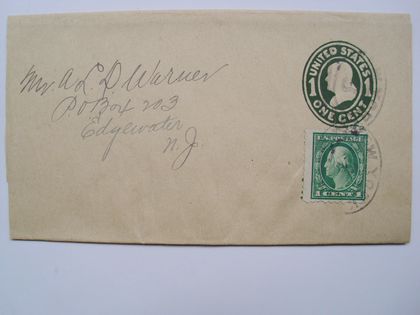 Mr. A L D Warner
P.O Box 203
Edgewater
N. J.
UNITED STATES
1 1
ONE CENT
U.S. POSTAGE
1 CENT 1